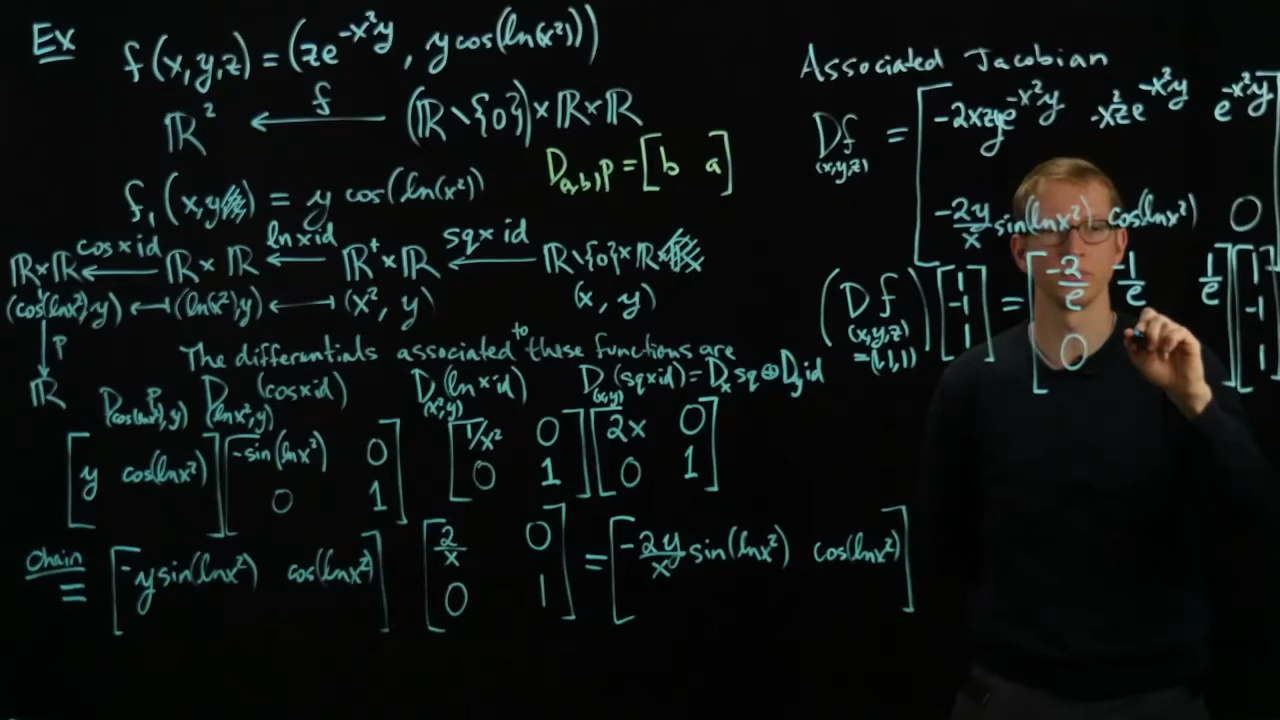 Ex f(x,y,z) = (ze^{-x²y}, y cos(ln(x²)))
ℝ² ←f— (ℝ∖{0})×ℝ×ℝ
D_{(a,b)}P = [b a]
f₁(x,y) = y cos(ln(x²))
ℝ×ℝ ←cos×id— ℝ×ℝ ←ln×id— ℝ⁺×ℝ ←sq×id— ℝ∖{0}×ℝ
(cos(lnx²),y) ↤ (ln(x²),y) ↤ (x², y) (x, y)
↓ P
ℝ
The differentials associated to these functions are
D_{(cos(lnx²),y)}P D_{(lnx²,y)}(cos×id) D_{(x²,y)}(ln×id) D_{(x,y)}(sq×id) = D_x sq ⊕ D_y id
[y cos(lnx²)] [-sin(lnx²) 0; 0 1] [1/x² 0; 0 1] [2x 0; 0 1]
Chain = [-y sin(lnx²) cos(lnx²)] [2/x 0; 0 1] = [-2y/x sin(lnx²) cos(lnx²)]
Associated Jacobian
Df_{(x,y,z)} = [-2xzye^{-x²y} -x²ze^{-x²y} e^{-x²y}; -2y/x sin(lnx²) cos(lnx²) 0]
(Df_{(x,y,z)=(1,1,1)}) [1; -1; 1] = [-2/e -1/e 1/e; 0] [1; -1; 1]